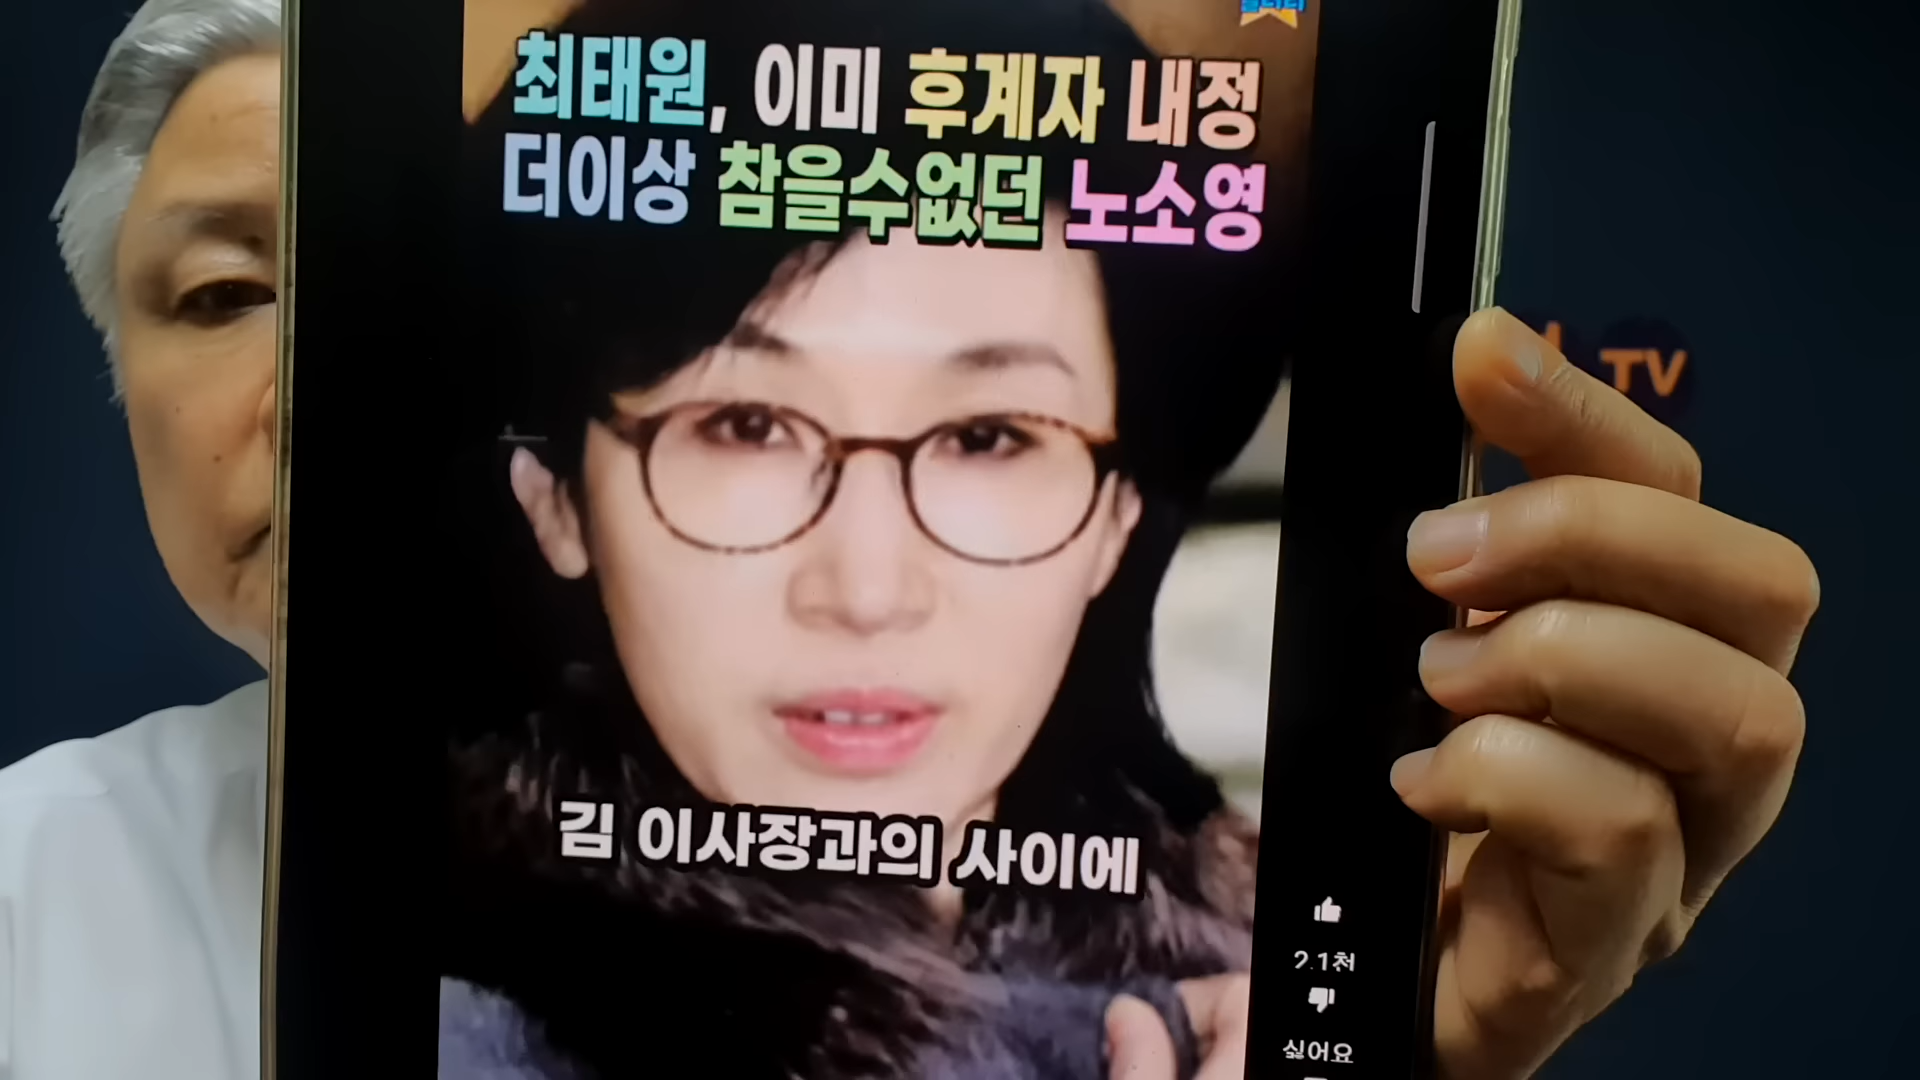 최태원, 이미 후계자 내정
더이상 참을수없던 노소영
TV
김 이사장과의 사이에
2.1천
싫어요